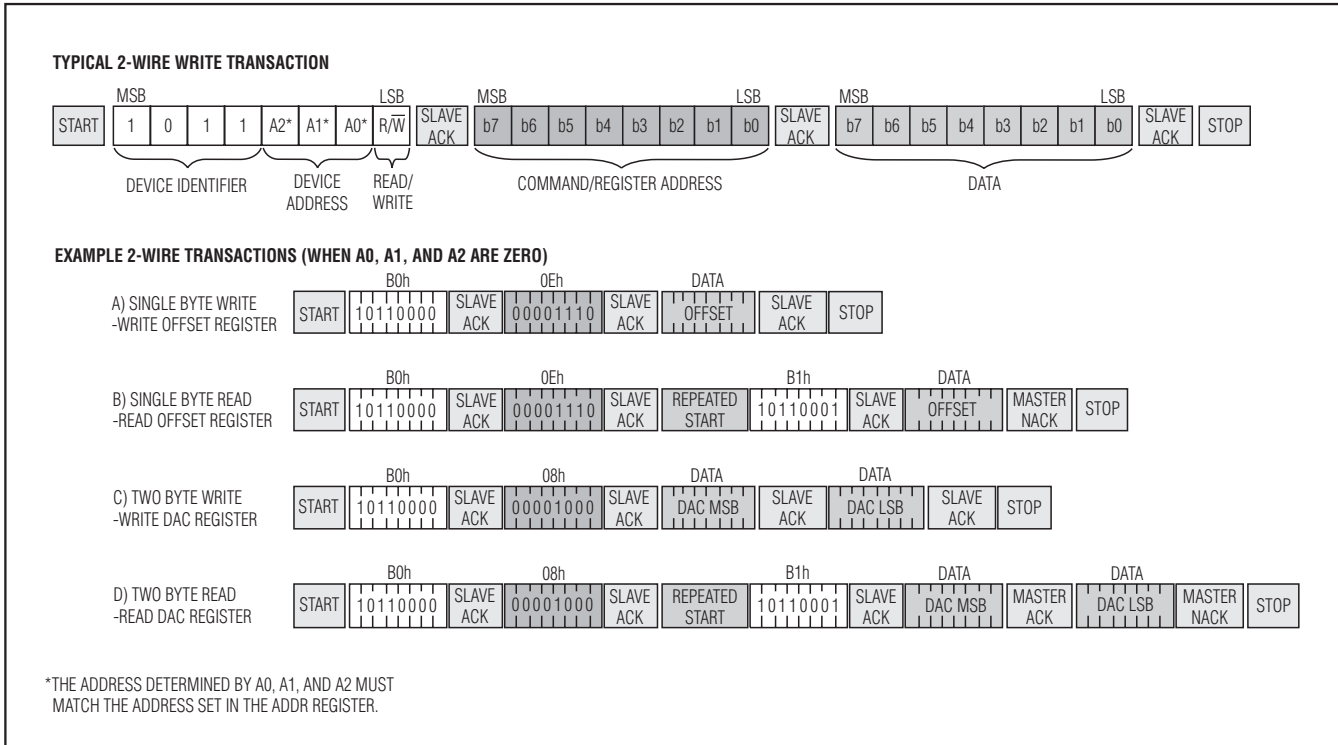 TYPICAL 2-WIRE WRITE TRANSACTION
MSB LSB MSB LSB MSB LSB
START 1 0 1 1 A2* A1* A0* R/W̅ SLAVE ACK b7 b6 b5 b4 b3 b2 b1 b0 SLAVE ACK b7 b6 b5 b4 b3 b2 b1 b0 SLAVE ACK STOP
DEVICE IDENTIFIER DEVICE ADDRESS READ/WRITE COMMAND/REGISTER ADDRESS DATA
EXAMPLE 2-WIRE TRANSACTIONS (WHEN A0, A1, AND A2 ARE ZERO)
B0h 0Eh DATA
A) SINGLE BYTE WRITE
-WRITE OFFSET REGISTER
START 10110000 SLAVE ACK 00001110 SLAVE ACK OFFSET SLAVE ACK STOP
B0h 0Eh B1h DATA
B) SINGLE BYTE READ
-READ OFFSET REGISTER
START 10110000 SLAVE ACK 00001110 SLAVE ACK REPEATED START 10110001 SLAVE ACK OFFSET MASTER NACK STOP
B0h 08h DATA DATA
C) TWO BYTE WRITE
-WRITE DAC REGISTER
START 10110000 SLAVE ACK 00001000 SLAVE ACK DAC MSB SLAVE ACK DAC LSB SLAVE ACK STOP
B0h 08h B1h DATA DATA
D) TWO BYTE READ
-READ DAC REGISTER
START 10110000 SLAVE ACK 00001000 SLAVE ACK REPEATED START 10110001 SLAVE ACK DAC MSB MASTER ACK DAC LSB MASTER NACK STOP
*THE ADDRESS DETERMINED BY A0, A1, AND A2 MUST
MATCH THE ADDRESS SET IN THE ADDR REGISTER.